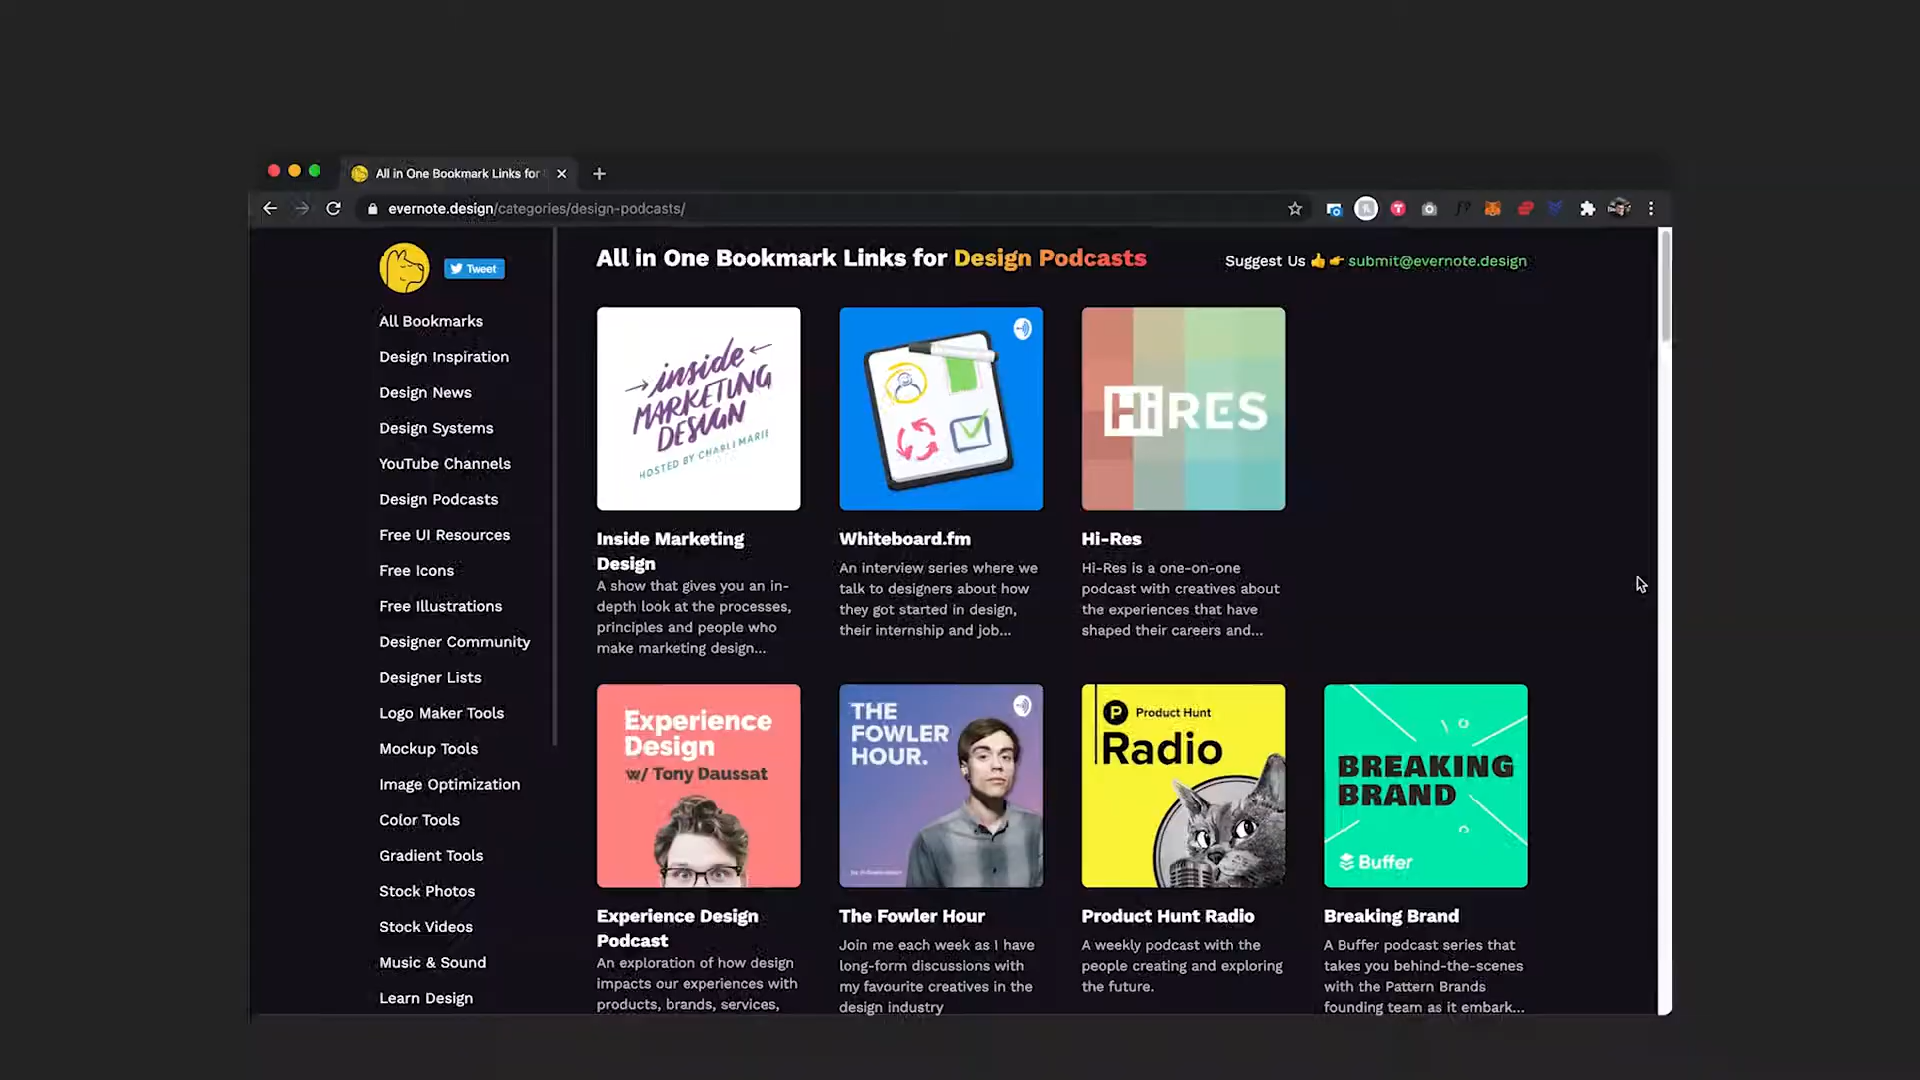 All in One Bookmark Links for
evernote.design/categories/design-podcasts/
Tweet
All Bookmarks
Design Inspiration
Design News
Design Systems
YouTube Channels
Design Podcasts
Free UI Resources
Free Icons
Free Illustrations
Designer Community
Designer Lists
Logo Maker Tools
Mockup Tools
Image Optimization
Color Tools
Gradient Tools
Stock Photos
Stock Videos
Music & Sound
Learn Design
All in One Bookmark Links for Design Podcasts
Suggest Us 👍 👉 submit@evernote.design
inside
MARKETING
DESIGN
HOSTED BY CHARLI MARIE
Inside Marketing
Design
A show that gives you an in-
depth look at the processes,
principles and people who
make marketing design...
Whiteboard.fm
An interview series where we
talk to designers about how
they got started in design,
their internship and job...
HiRES
Hi-Res
Hi-Res is a one-on-one
podcast with creatives about
the experiences that have
shaped their careers and...
Experience
Design
w/ Tony Daussat
Experience Design
Podcast
An exploration of how design
impacts our experiences with
products, brands, services,
THE
FOWLER
HOUR.
The Fowler Hour
Join me each week as I have
long-form discussions with
my favourite creatives in the
design industry
P Product Hunt
Radio
Product Hunt Radio
A weekly podcast with the
people creating and exploring
the future.
BREAKING
BRAND
Buffer
Breaking Brand
A Buffer podcast series that
takes you behind-the-scenes
with the Pattern Brands
founding team as it embark...